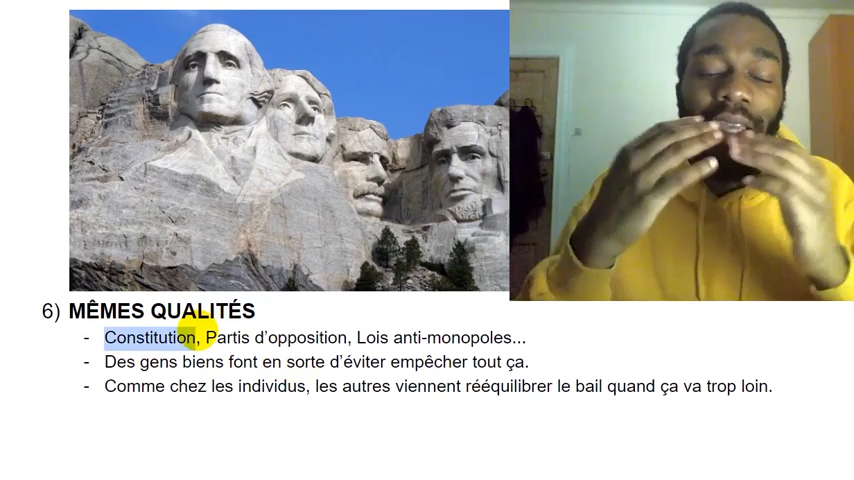 6) MÊMES QUALITÉS
- Constitution, Partis d’opposition, Lois anti-monopoles...
- Des gens biens font en sorte d’éviter empêcher tout ça.
- Comme chez les individus, les autres viennent rééquilibrer le bail quand ça va trop loin.